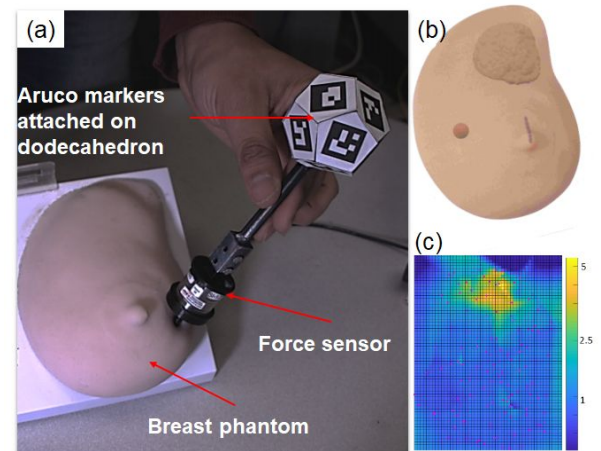 (a)
Aruco markers
attached on
dodecahedron
Force sensor
Breast phantom
(b)
(c)
5
2.5
1